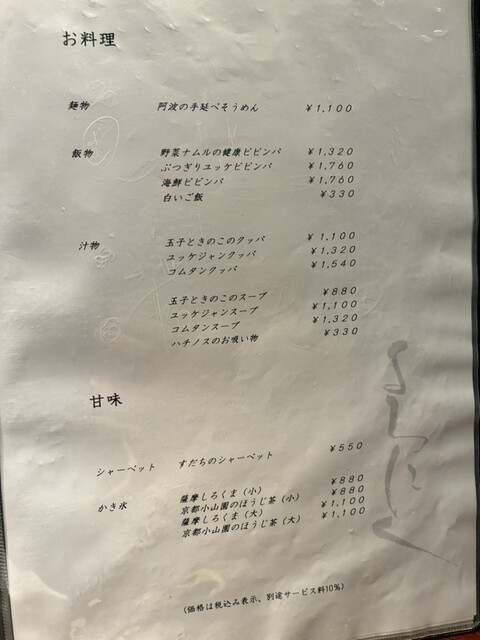 お料理
麺物 阿波の手延べそうめん ¥1,100
飯物 野菜ナムルの健康ビビンバ ¥1,320
ぶつぎりユッケビビンバ ¥1,760
海鮮ビビンバ ¥1,760
白いご飯 ¥330
汁物 玉子ときのこのクッパ ¥1,100
ユッケジャンクッパ ¥1,320
コムタンクッパ ¥1,540
玉子ときのこのスープ ¥880
ユッケジャンスープ ¥1,100
コムタンスープ ¥1,320
ハチノスのお吸い物 ¥330
甘味
シャーベット すだちのシャーベット ¥550
かき氷 薩摩しろくま（小） ¥880
京都小山園のほうじ茶（小） ¥880
薩摩しろくま（大） ¥1,100
京都小山園のほうじ茶（大） ¥1,100
（価格は税込み表示，別途サービス料10%）